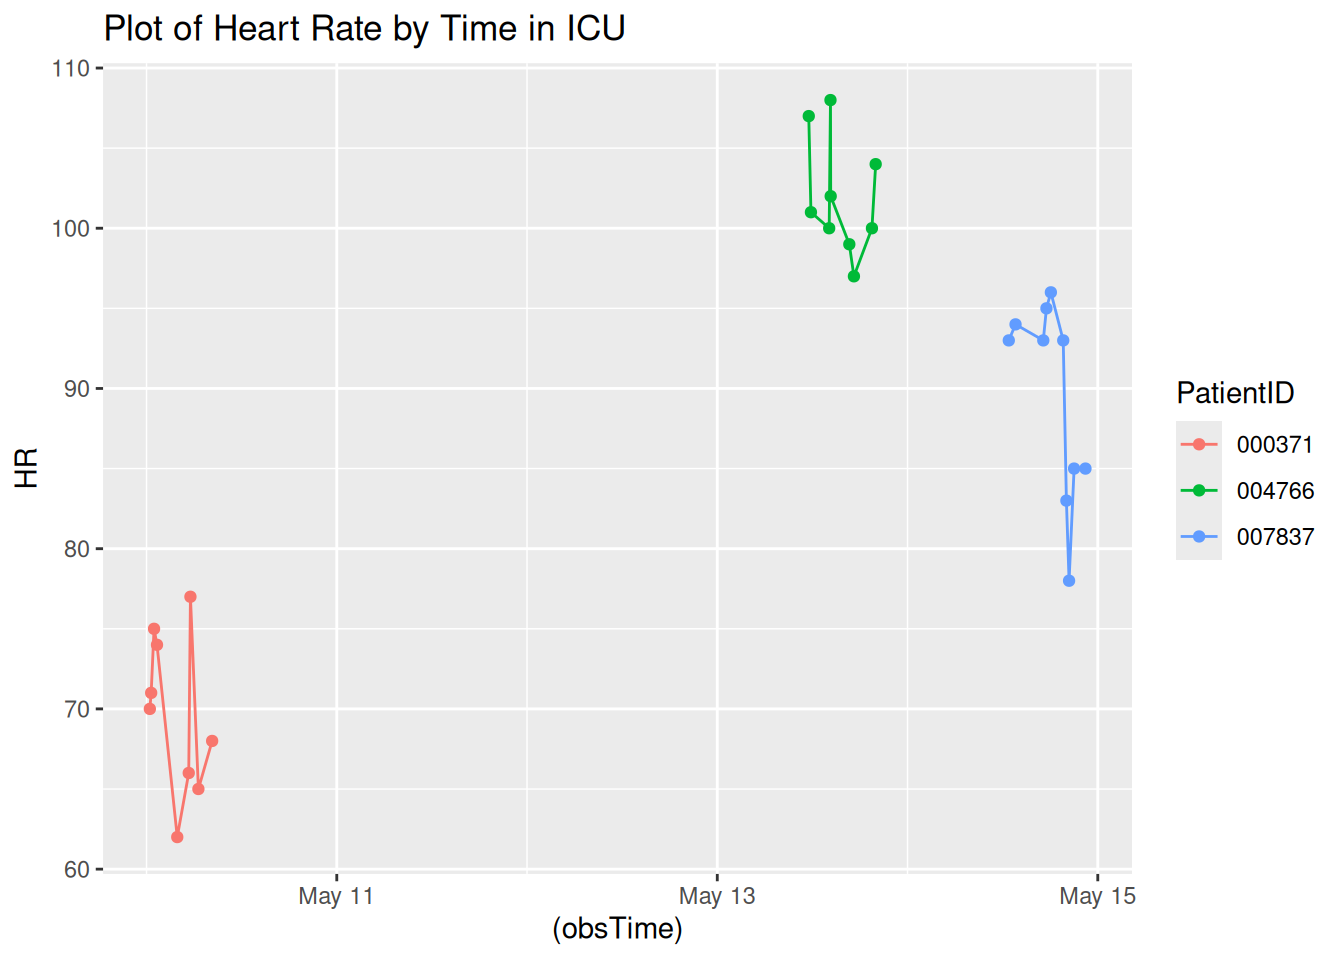 Plot of Heart Rate by Time in ICU
110
100
90
80
70
60
HR
May 11
May 13
May 15
(obsTime)
PatientID
000371
004766
007837